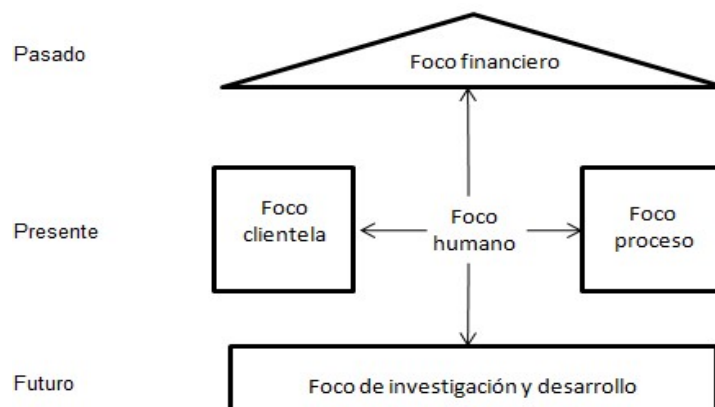 Pasado
Foco financiero
Presente
Foco
clientela
Foco
humano
Foco
proceso
Futuro
Foco de investigación y desarrollo